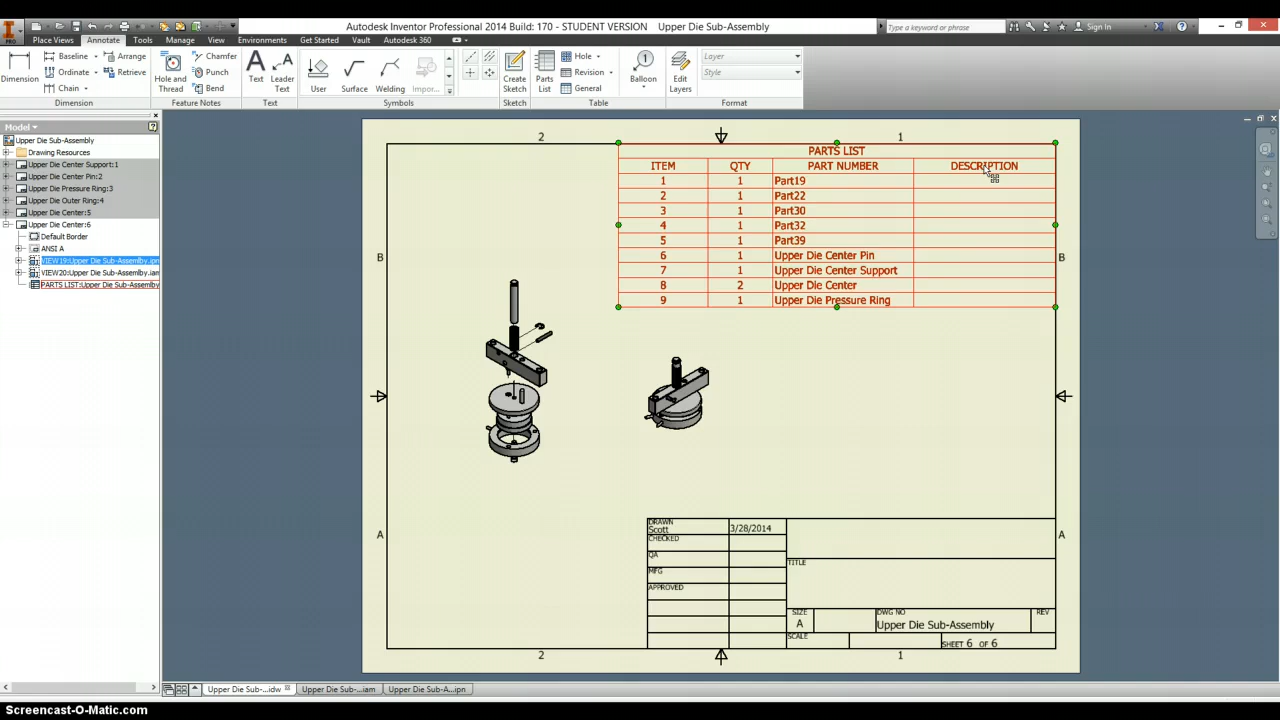 Autodesk Inventor Professional 2014 Build: 170 - STUDENT VERSION Upper Die Sub-Assembly
Type a keyword or phrase
Sign In
PRO
Place Views Annotate Tools Manage View Environments Get Started Vault Autodesk 360
Dimension
Baseline
Ordinate
Chain
Arrange
Retrieve
Dimension
Hole and Thread
Chamfer
Punch
Bend
Feature Notes
Text
Leader Text
Text
User
Surface
Welding
Impor...
Symbols
Create Sketch
Sketch
Parts List
Hole
Revision
General
Table
Balloon
Edit Layers
Layer
Style
Format
Model
Upper Die Sub-Assembly
Drawing Resources
Upper Die Center Support:1
Upper Die Center Pin:2
Upper Die Pressure Ring:3
Upper Die Outer Ring:4
Upper Die Center:5
Upper Die Center:6
Default Border
ANSI A
VIEW19:Upper Die Sub-Assemlby.ipn
VIEW20:Upper Die Sub-Assemlby.iam
PARTS LIST:Upper Die Sub-Assemlby
2 1
PARTS LIST
ITEM QTY PART NUMBER DESCRIPTION
1 1 Part19
2 1 Part22
3 1 Part30
4 1 Part32
5 1 Part39
6 1 Upper Die Center Pin
7 1 Upper Die Center Support
8 2 Upper Die Center
9 1 Upper Die Pressure Ring
B B
A A
DRAWN
Scott 3/28/2014
CHECKED
QA
MFG
APPROVED
TITLE
SIZE
A
DWG NO
Upper Die Sub-Assembly
REV
SCALE
SHEET 6 OF 6
2 1
Upper Die Sub-...idw Upper Die Sub-...iam Upper Die Sub-A...ipn
Screencast-O-Matic.com